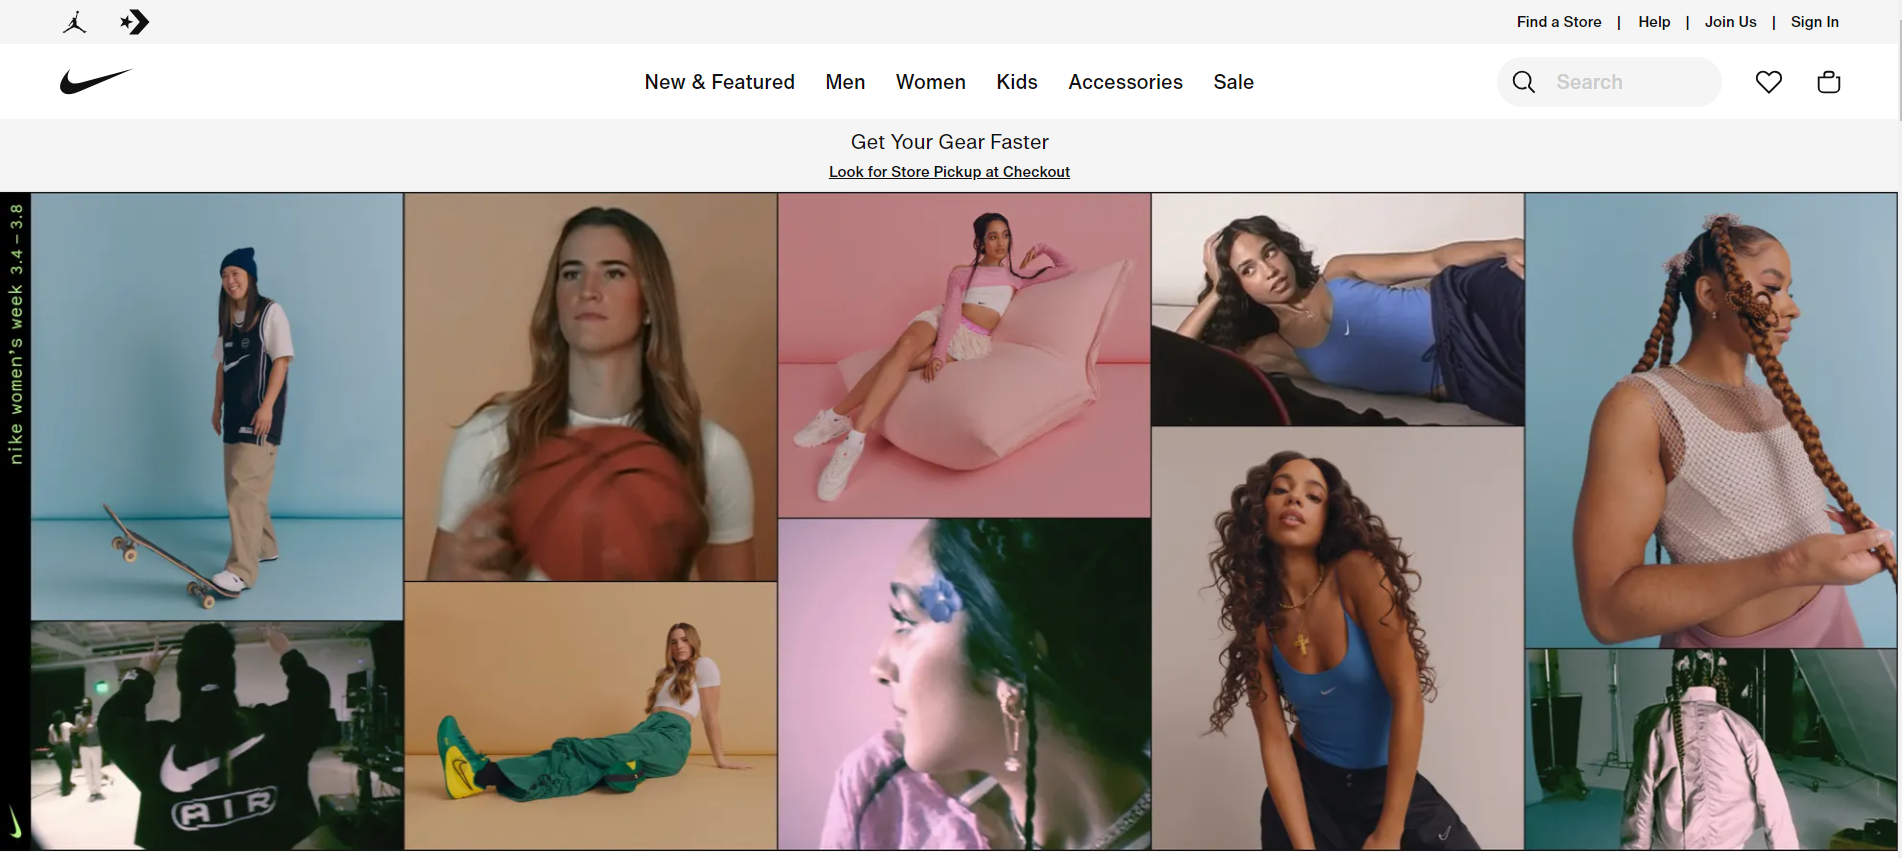 Find a Store | Help | Join Us | Sign In
New & Featured Men Women Kids Accessories Sale
Search
Get Your Gear Faster
Look for Store Pickup at Checkout
nike women's week 3.4 – 3.8
AIR